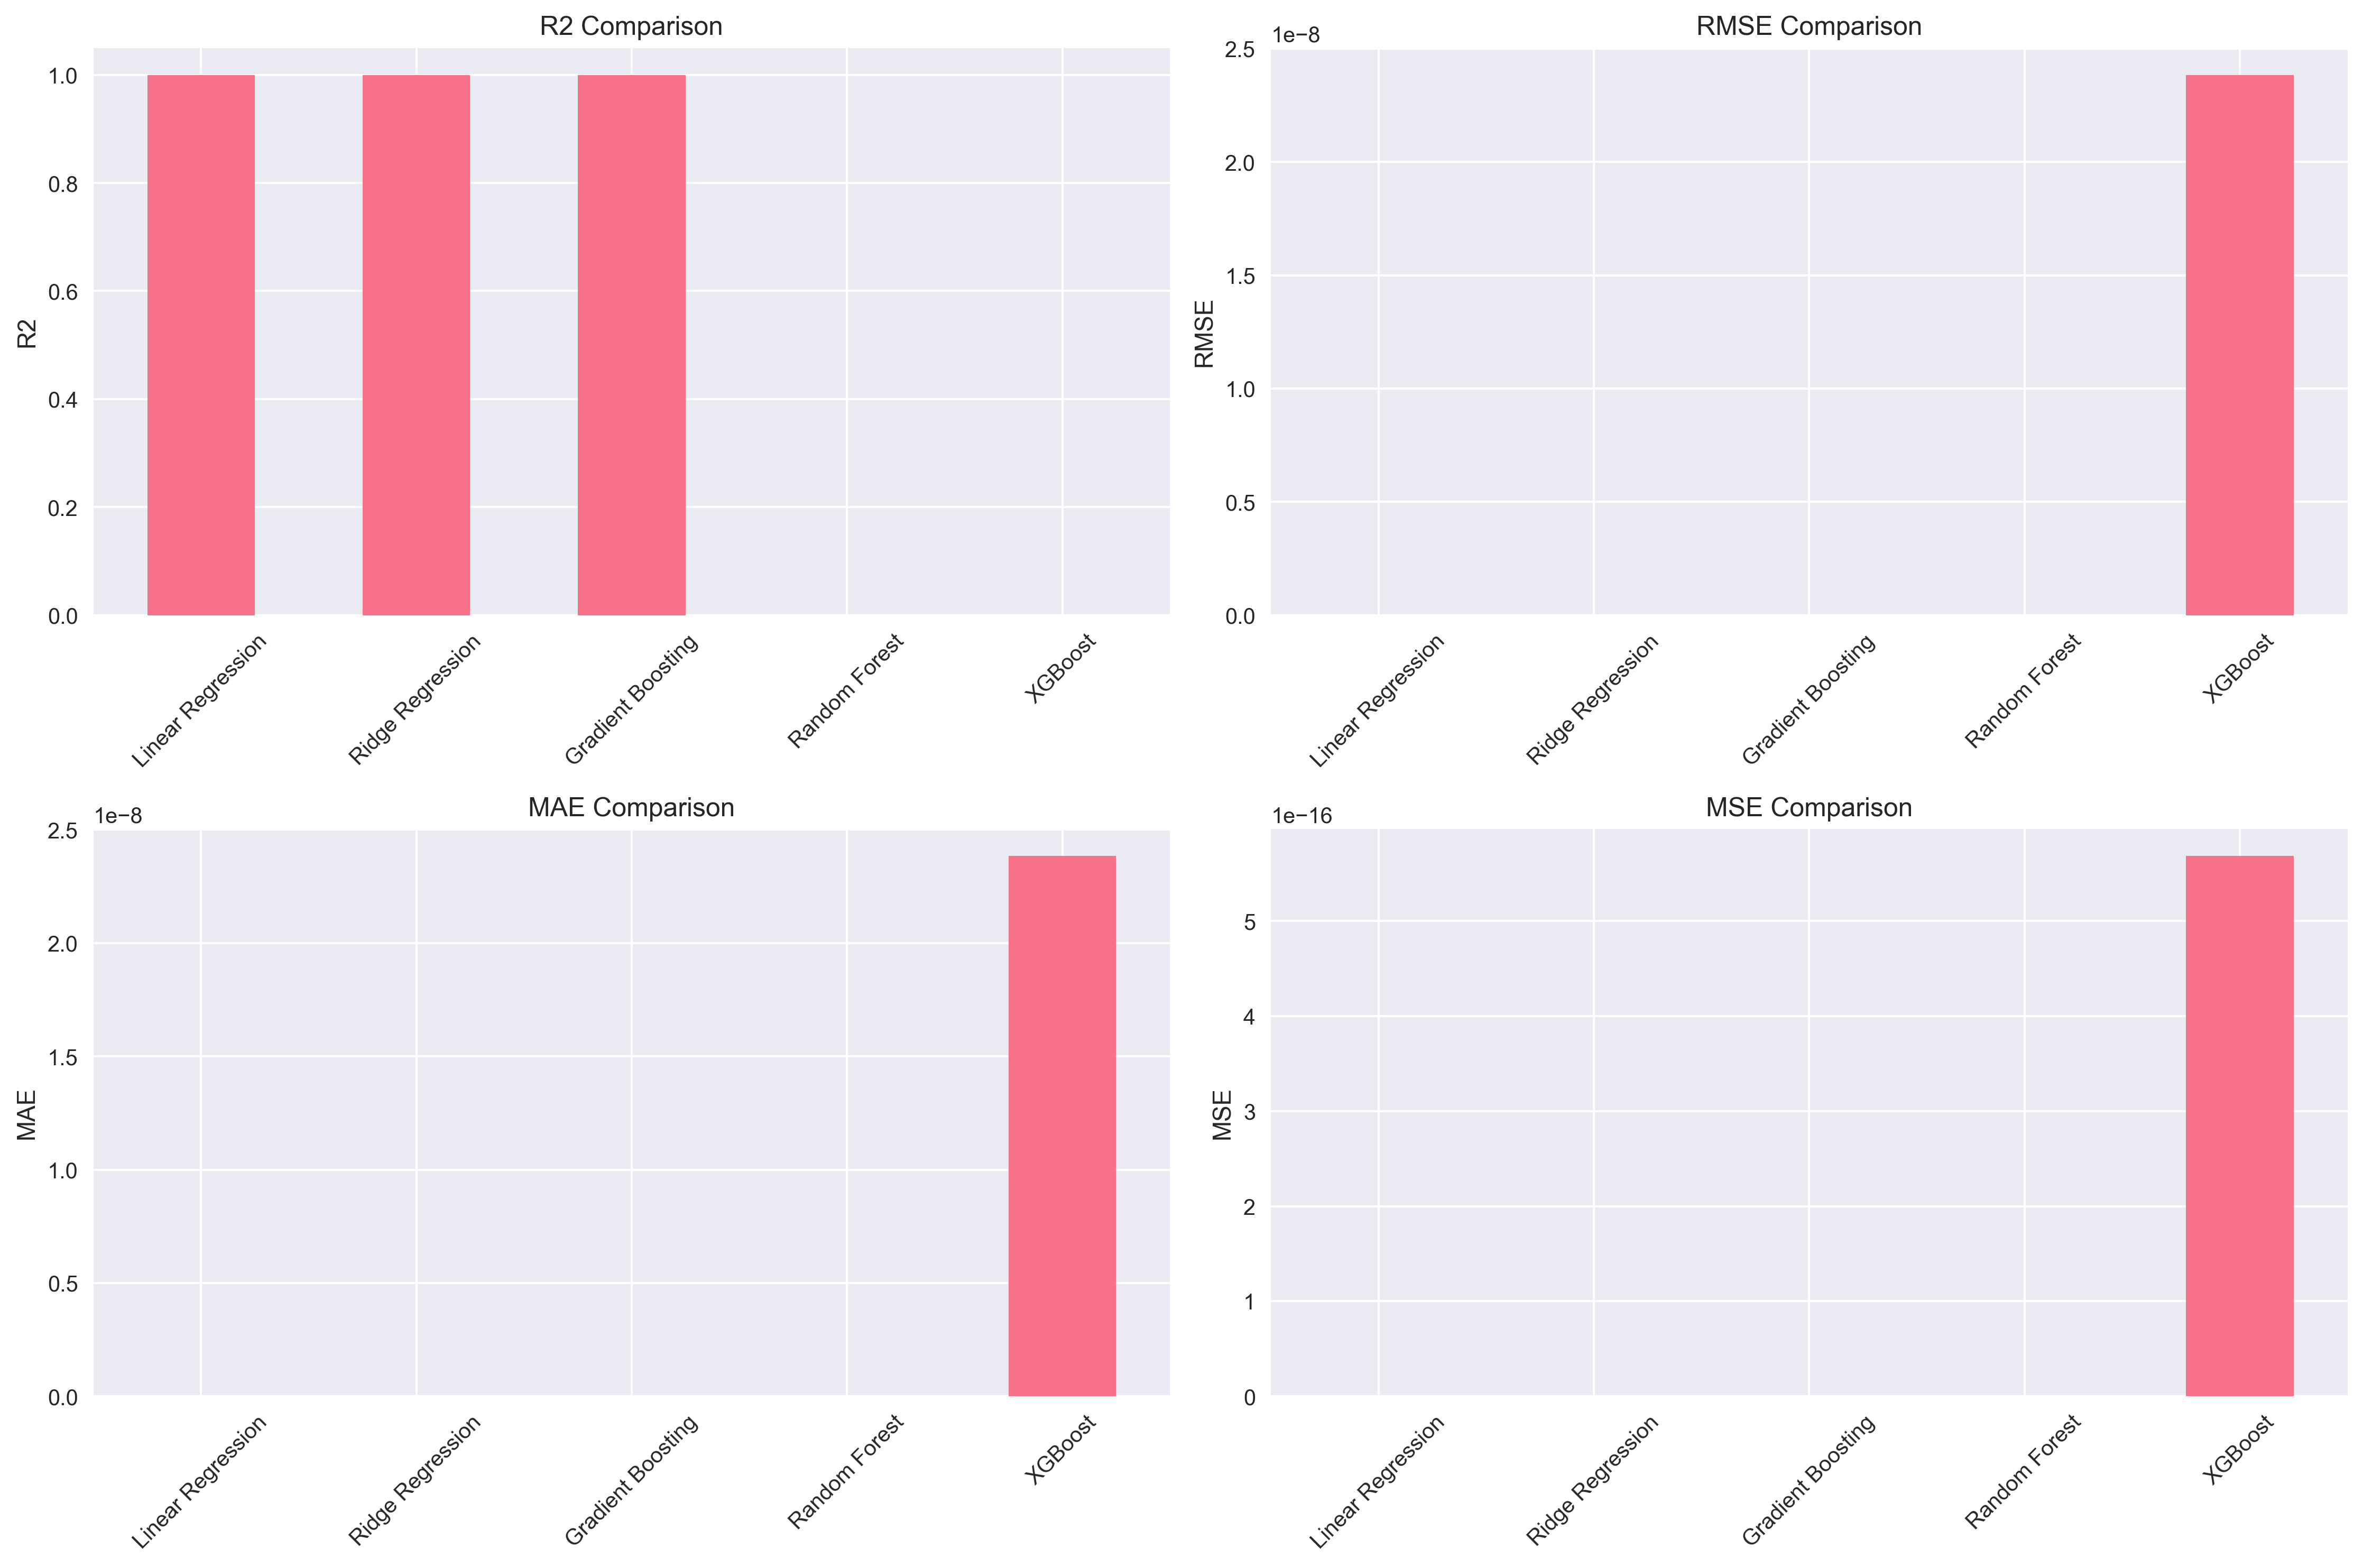 R2 Comparison
R2
1.0
0.8
0.6
0.4
0.2
0.0
Linear Regression
Ridge Regression
Gradient Boosting
Random Forest
XGBoost
RMSE Comparison
1e−8
RMSE
2.5
2.0
1.5
1.0
0.5
0.0
Linear Regression
Ridge Regression
Gradient Boosting
Random Forest
XGBoost
MAE Comparison
1e−8
MAE
2.5
2.0
1.5
1.0
0.5
0.0
Linear Regression
Ridge Regression
Gradient Boosting
Random Forest
XGBoost
MSE Comparison
1e−16
MSE
5
4
3
2
1
0
Linear Regression
Ridge Regression
Gradient Boosting
Random Forest
XGBoost